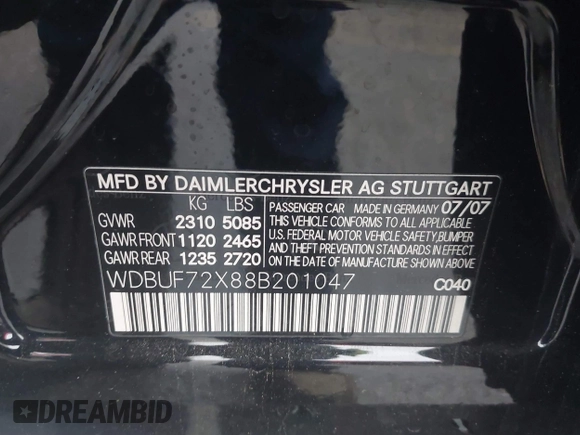 MFD BY DAIMLERCHRYSLER AG STUTTGART
KG LBS
GVWR 2310 5085
GAWR FRONT 1120 2465
GAWR REAR 1235 2720
PASSENGER CAR MADE IN GERMANY 07/07
THIS VEHICLE CONFORMS TO ALL APPLICABLE
U.S. FEDERAL MOTOR VEHICLE SAFETY, BUMPER
AND THEFT PREVENTION STANDARDS IN EFFECT
ON THE DATE OF MANUFACTURE SHOWN ABOVE
WDBUF72X88B201047 C040
DREAMBID